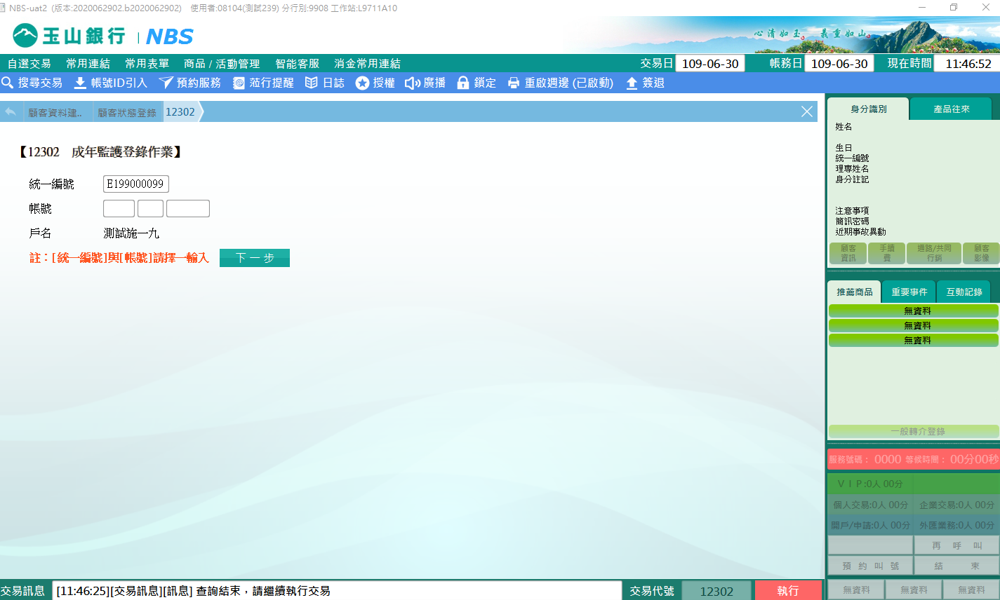 NBS-uat2 (版本:2020062902.b2020062902) 使用者:08104(測試239) 分行別:9908 工作站:L9711A10
玉山銀行 | NBS
心清如玉。 義重如山。
自選交易 常用連結 常用表單 商品 / 活動管理 智能客服 消金常用連結 交易日 109-06-30 帳務日 109-06-30 現在時間 11:46:52
搜尋交易 帳號ID引入 預約服務 蒞行提醒 日誌 授權 廣播 鎖定 重啟週邊 (已啟動) 簽退
顧客資料建.. 顧客狀態登錄 12302
【12302 成年監護登錄作業】
統一編號 E199000099
帳號
戶名 測試施一九
註：[統一編號]與[帳號]請擇一輸入 下一步
身分識別 產品往來
姓名
生日
統一編號
理專姓名
身分註記
注意事項
簡訊密碼
近期事故異動
顧客資訊 手續費 通路/共同行銷 顧客影像
推薦商品 重要事件 互動記錄
無資料
無資料
無資料
一般轉介登錄
服務號碼： 0000 等候時間： 00分00秒
ＶＩＰ:0人 00分
個人交易:0人 00分 企業交易:0人 00分
開戶/申請:0人 00分 外匯業務:0人 00分
再呼叫
預約叫號 結束
無資料 無資料 無資料
交易訊息 [11:46:25][交易訊息][訊息] 查詢結束，請繼續執行交易 交易代號 12302 執行